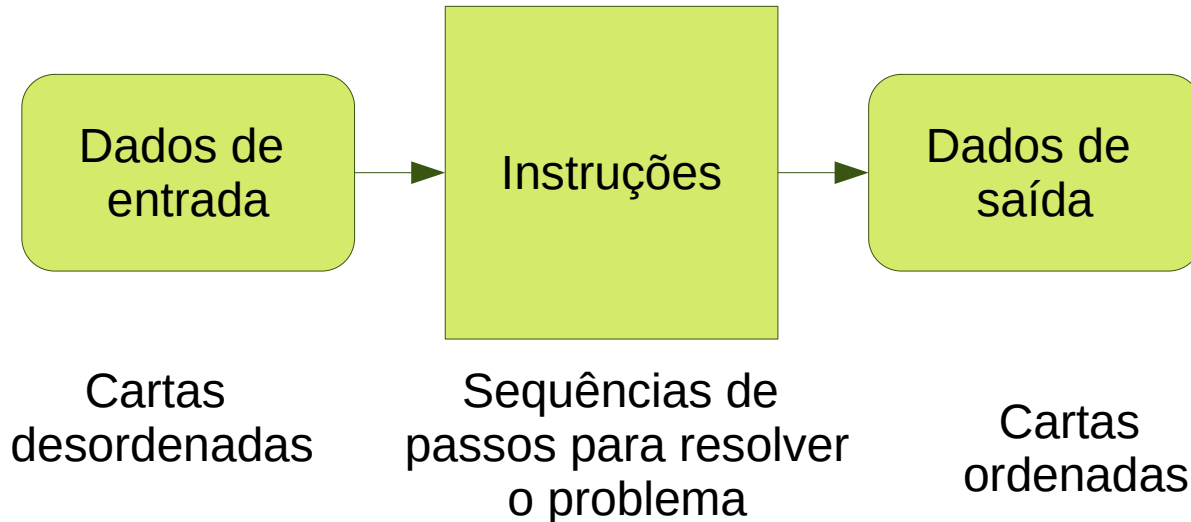 Dados de
entrada
Instruções
Dados de
saída
Cartas
desordenadas
Sequências de
passos para resolver
o problema
Cartas
ordenadas